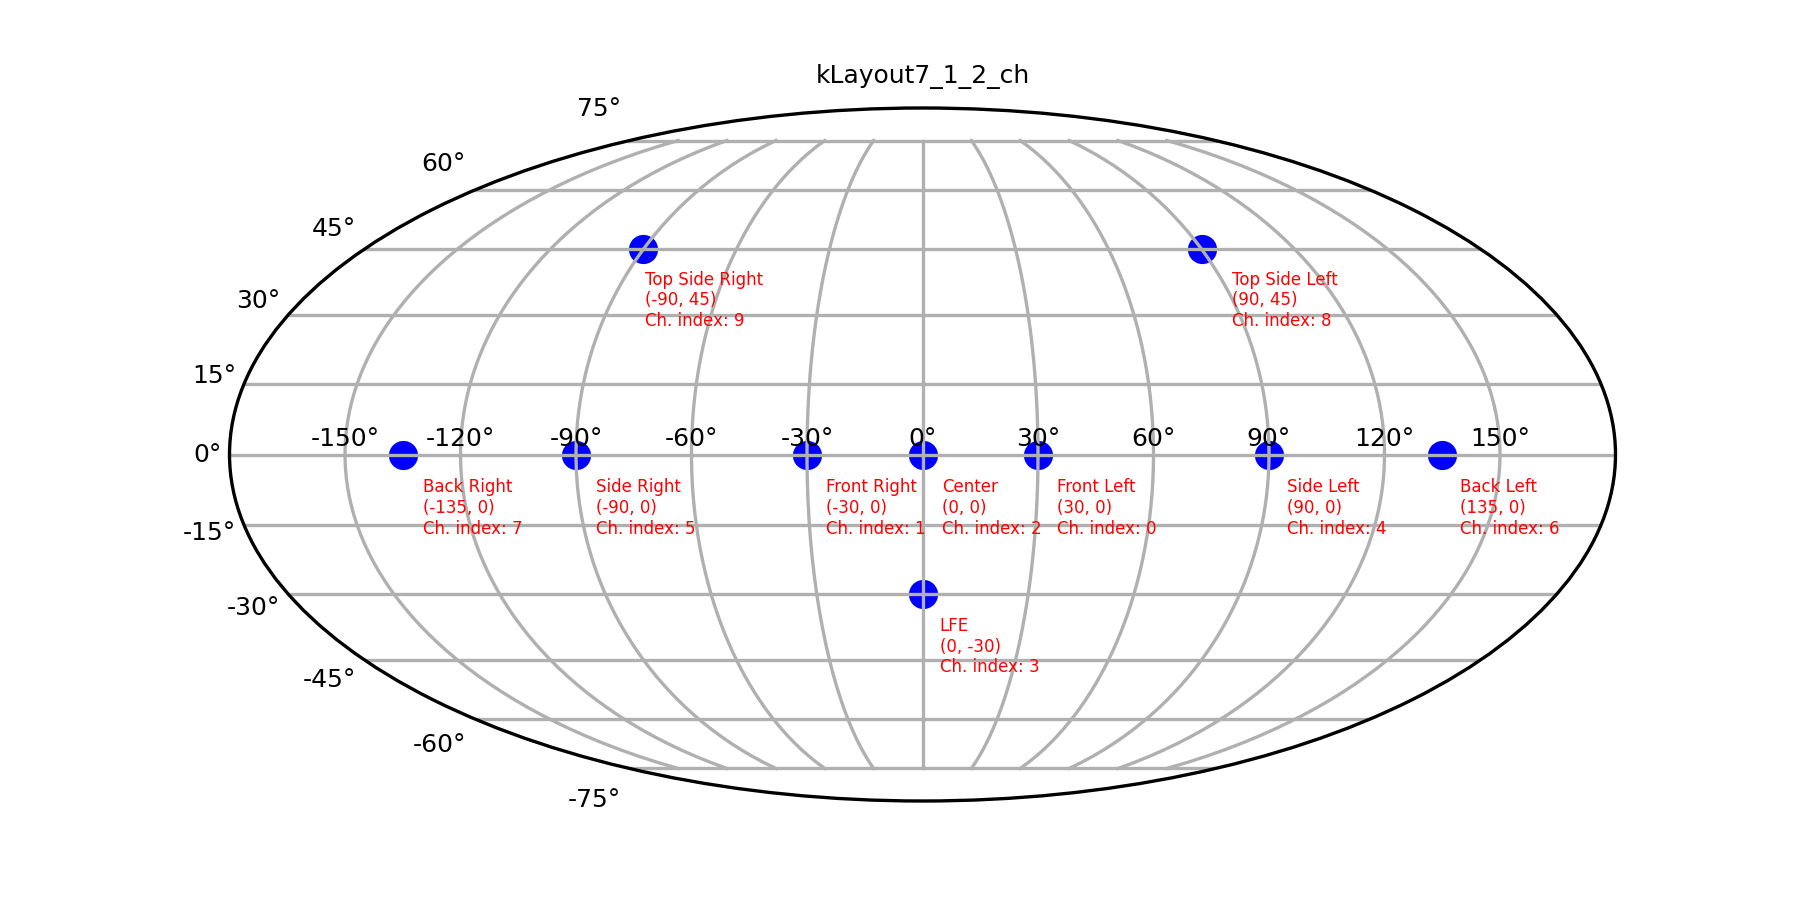 kLayout7_1_2_ch
75°
60°
45°
30°
15°
0°
-15°
-30°
-45°
-60°
-75°
-150°
-120°
-90°
-60°
-30°
0°
30°
60°
90°
120°
150°
Top Side Right
(-90, 45)
Ch. index: 9
Top Side Left
(90, 45)
Ch. index: 8
Back Right
(-135, 0)
Ch. index: 7
Side Right
(-90, 0)
Ch. index: 5
Front Right
(-30, 0)
Ch. index: 1
Center
(0, 0)
Ch. index: 2
Front Left
(30, 0)
Ch. index: 0
Side Left
(90, 0)
Ch. index: 4
Back Left
(135, 0)
Ch. index: 6
LFE
(0, -30)
Ch. index: 3